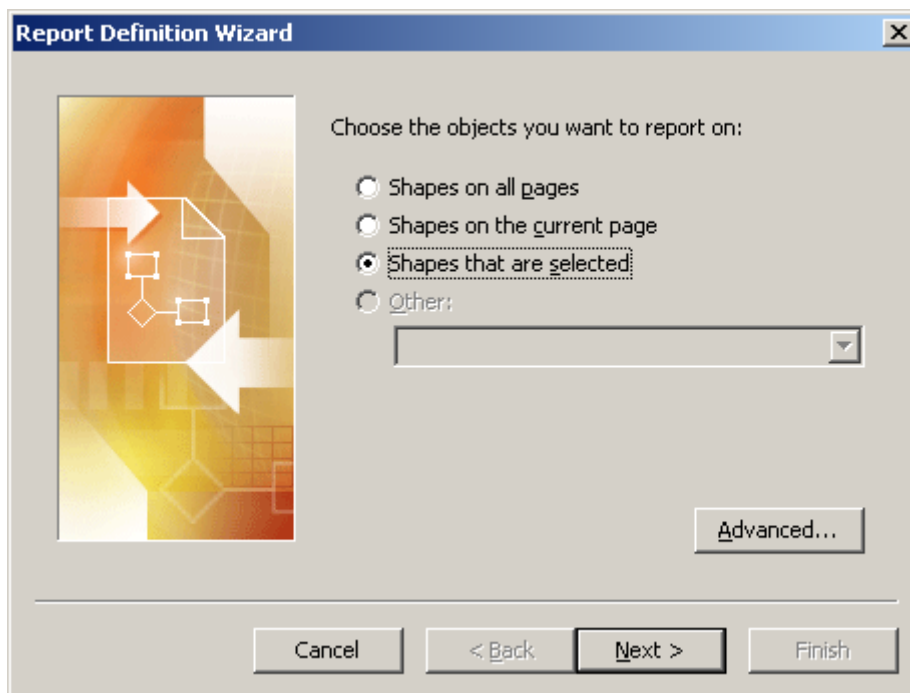 Report Definition Wizard
Choose the objects you want to report on:
Shapes on all pages
Shapes on the current page
Shapes that are selected
Other:
Advanced...
Cancel
< Back
Next >
Finish